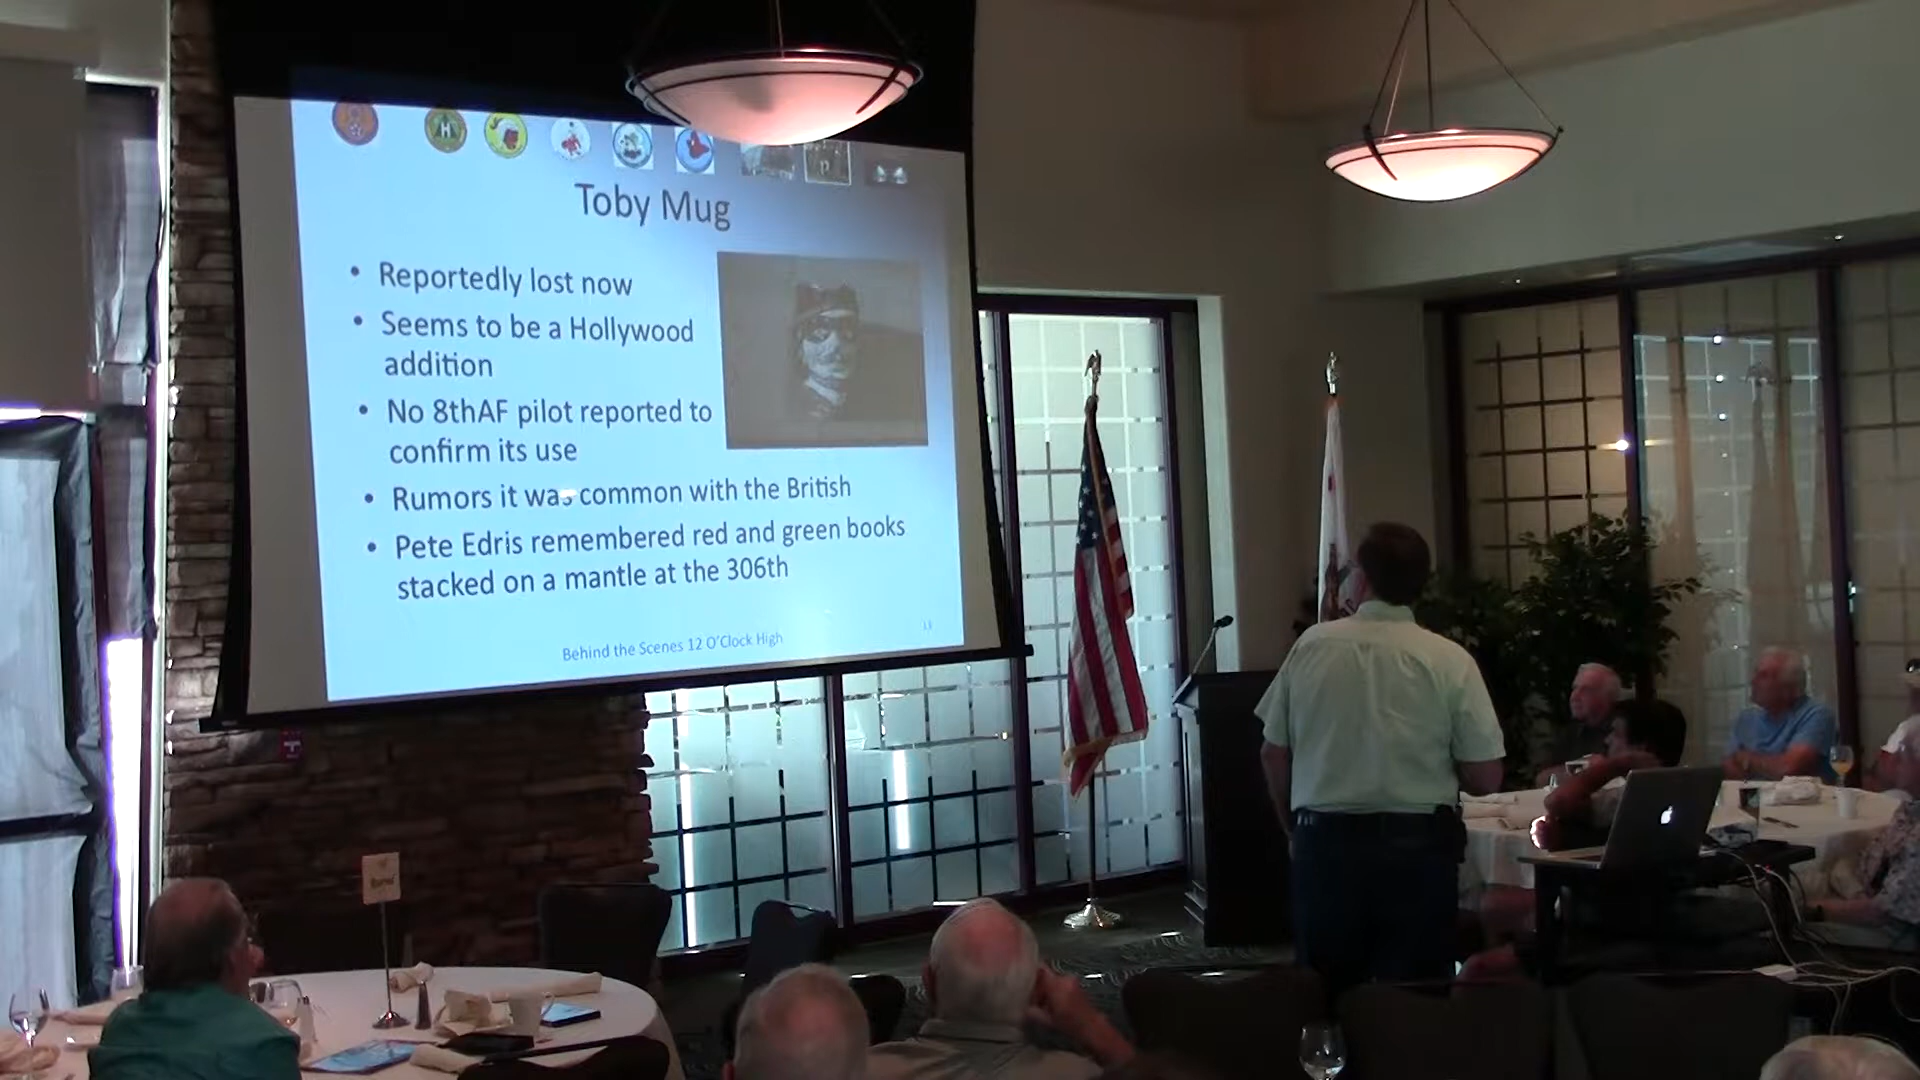 H
P
Toby Mug
• Reportedly lost now
• Seems to be a Hollywood
addition
• No 8thAF pilot reported to
confirm its use
• Rumors it was common with the British
• Pete Edris remembered red and green books
stacked on a mantle at the 306th
Behind the Scenes 12 O'Clock High
13